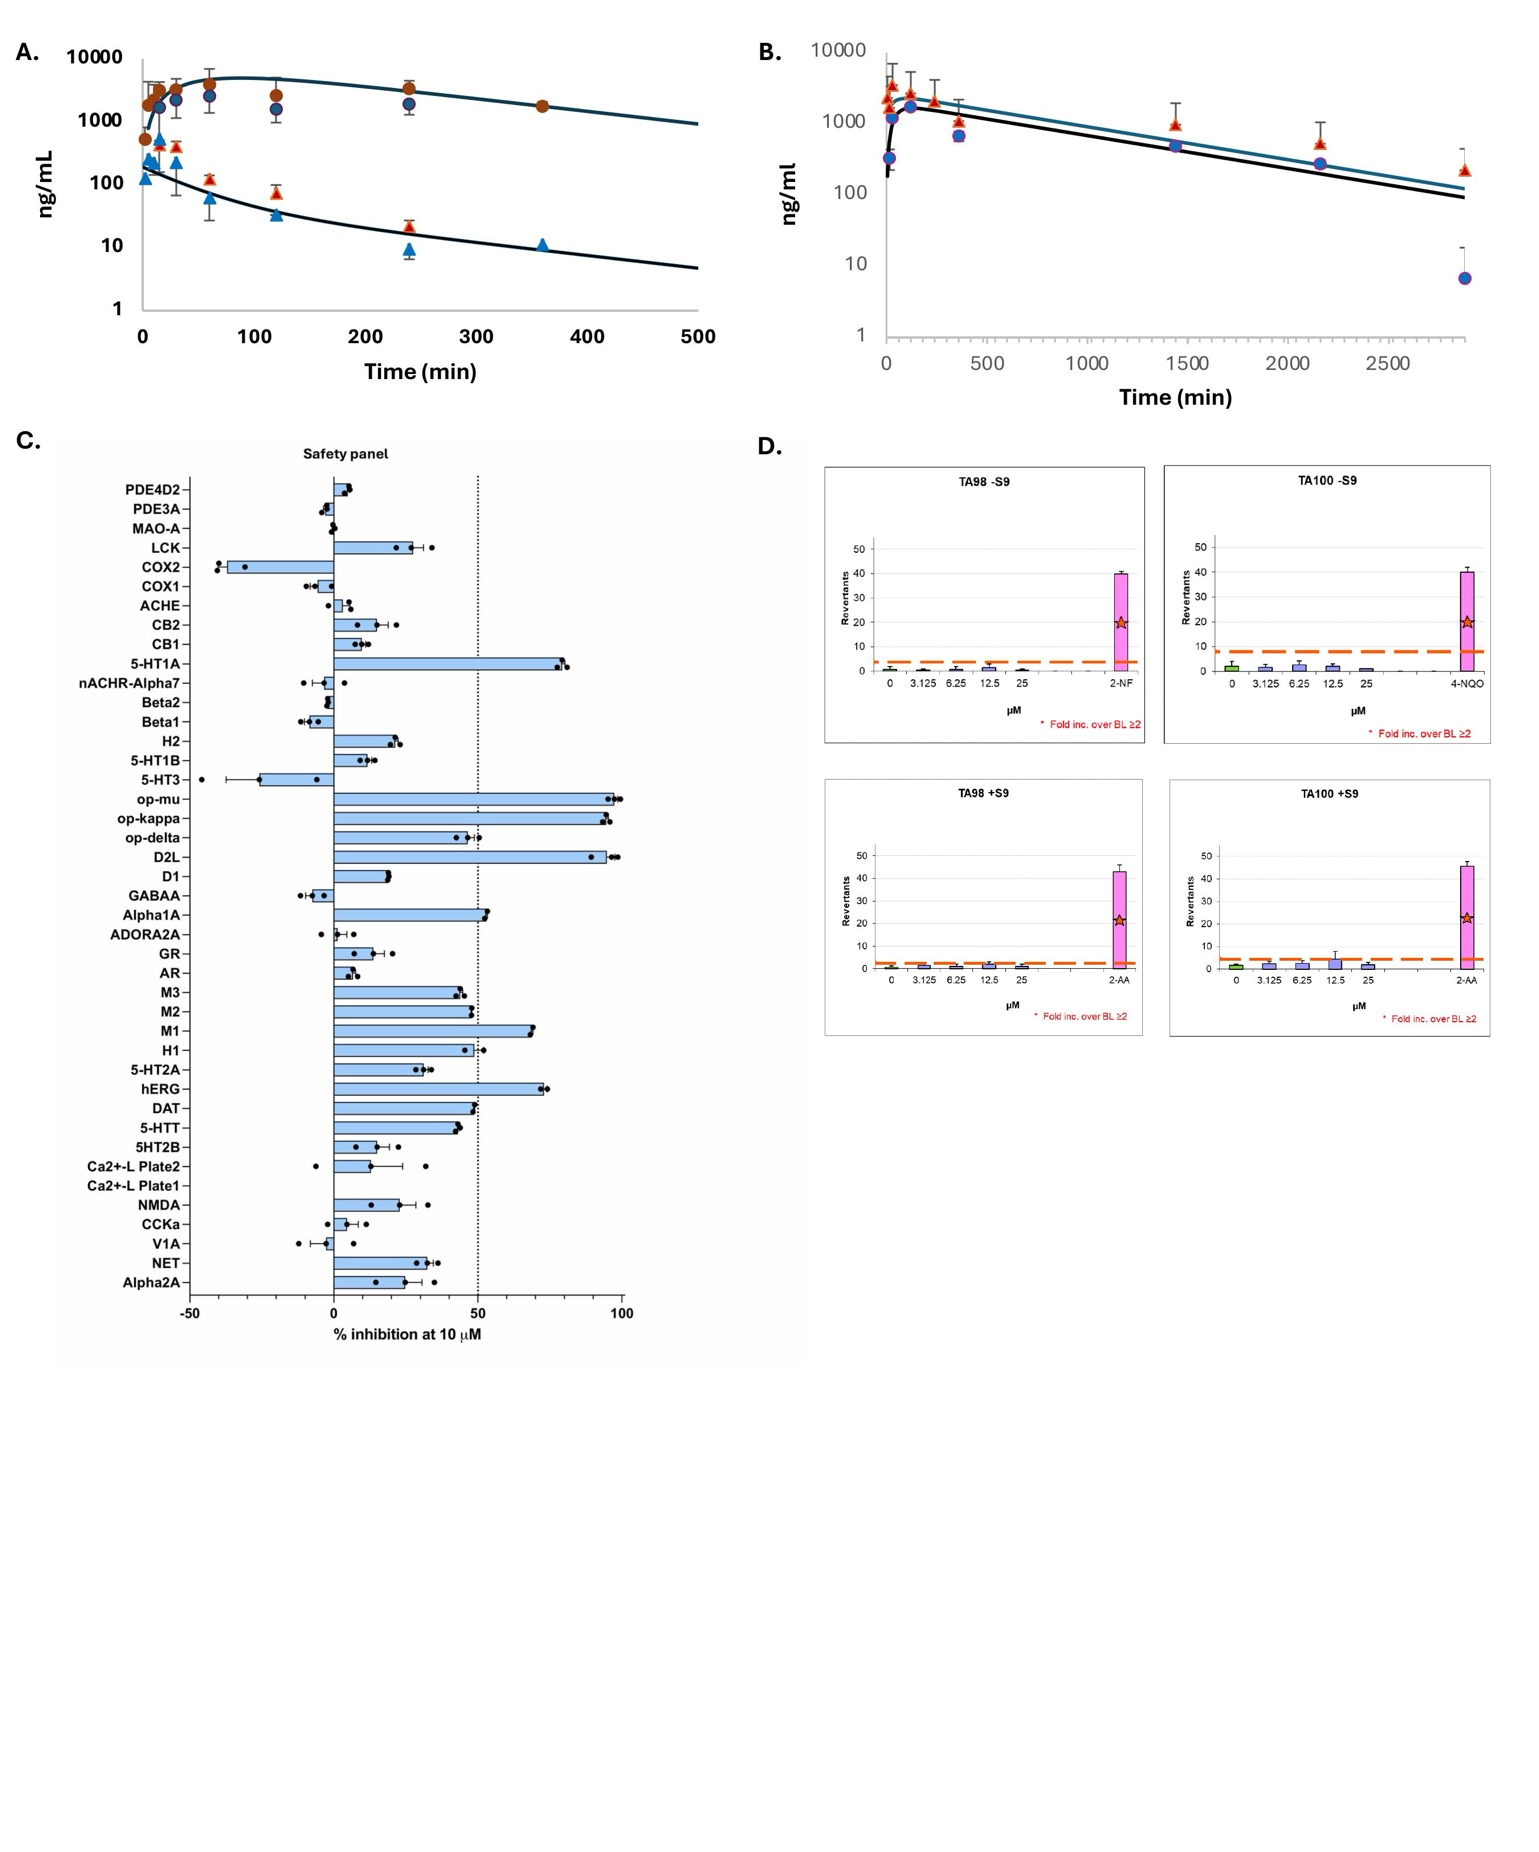 A.
10000
1000
100
10
1
ng/mL
0 100 200 300 400 500
Time (min)
B.
10000
1000
100
10
1
ng/ml
0 500 1000 1500 2000 2500
Time (min)
C.
Safety panel
PDE4D2
PDE3A
MAO-A
LCK
COX2
COX1
ACHE
CB2
CB1
5-HT1A
nACHR-Alpha7
Beta2
Beta1
H2
5-HT1B
5-HT3
op-mu
op-kappa
op-delta
D2L
D1
GABAA
Alpha1A
ADORA2A
GR
AR
M3
M2
M1
H1
5-HT2A
hERG
DAT
5-HTT
5HT2B
Ca2+-L Plate2
Ca2+-L Plate1
NMDA
CCKa
V1A
NET
Alpha2A
-50 0 50 100
% inhibition at 10 µM
D.
TA98 -S9
Revertants
50
40
30
20
10
0
0 3.125 6.25 12.5 25 2-NF
µM
* Fold inc. over BL ≥2
TA100 -S9
Revertants
50
40
30
20
10
0
0 3.125 6.25 12.5 25 4-NQO
µM
* Fold inc. over BL ≥2
TA98 +S9
Revertants
50
40
30
20
10
0
0 3.125 6.25 12.5 25 2-AA
µM
* Fold inc. over BL ≥2
TA100 +S9
Revertants
50
40
30
20
10
0
0 3.125 6.25 12.5 25 2-AA
µM
* Fold inc. over BL ≥2